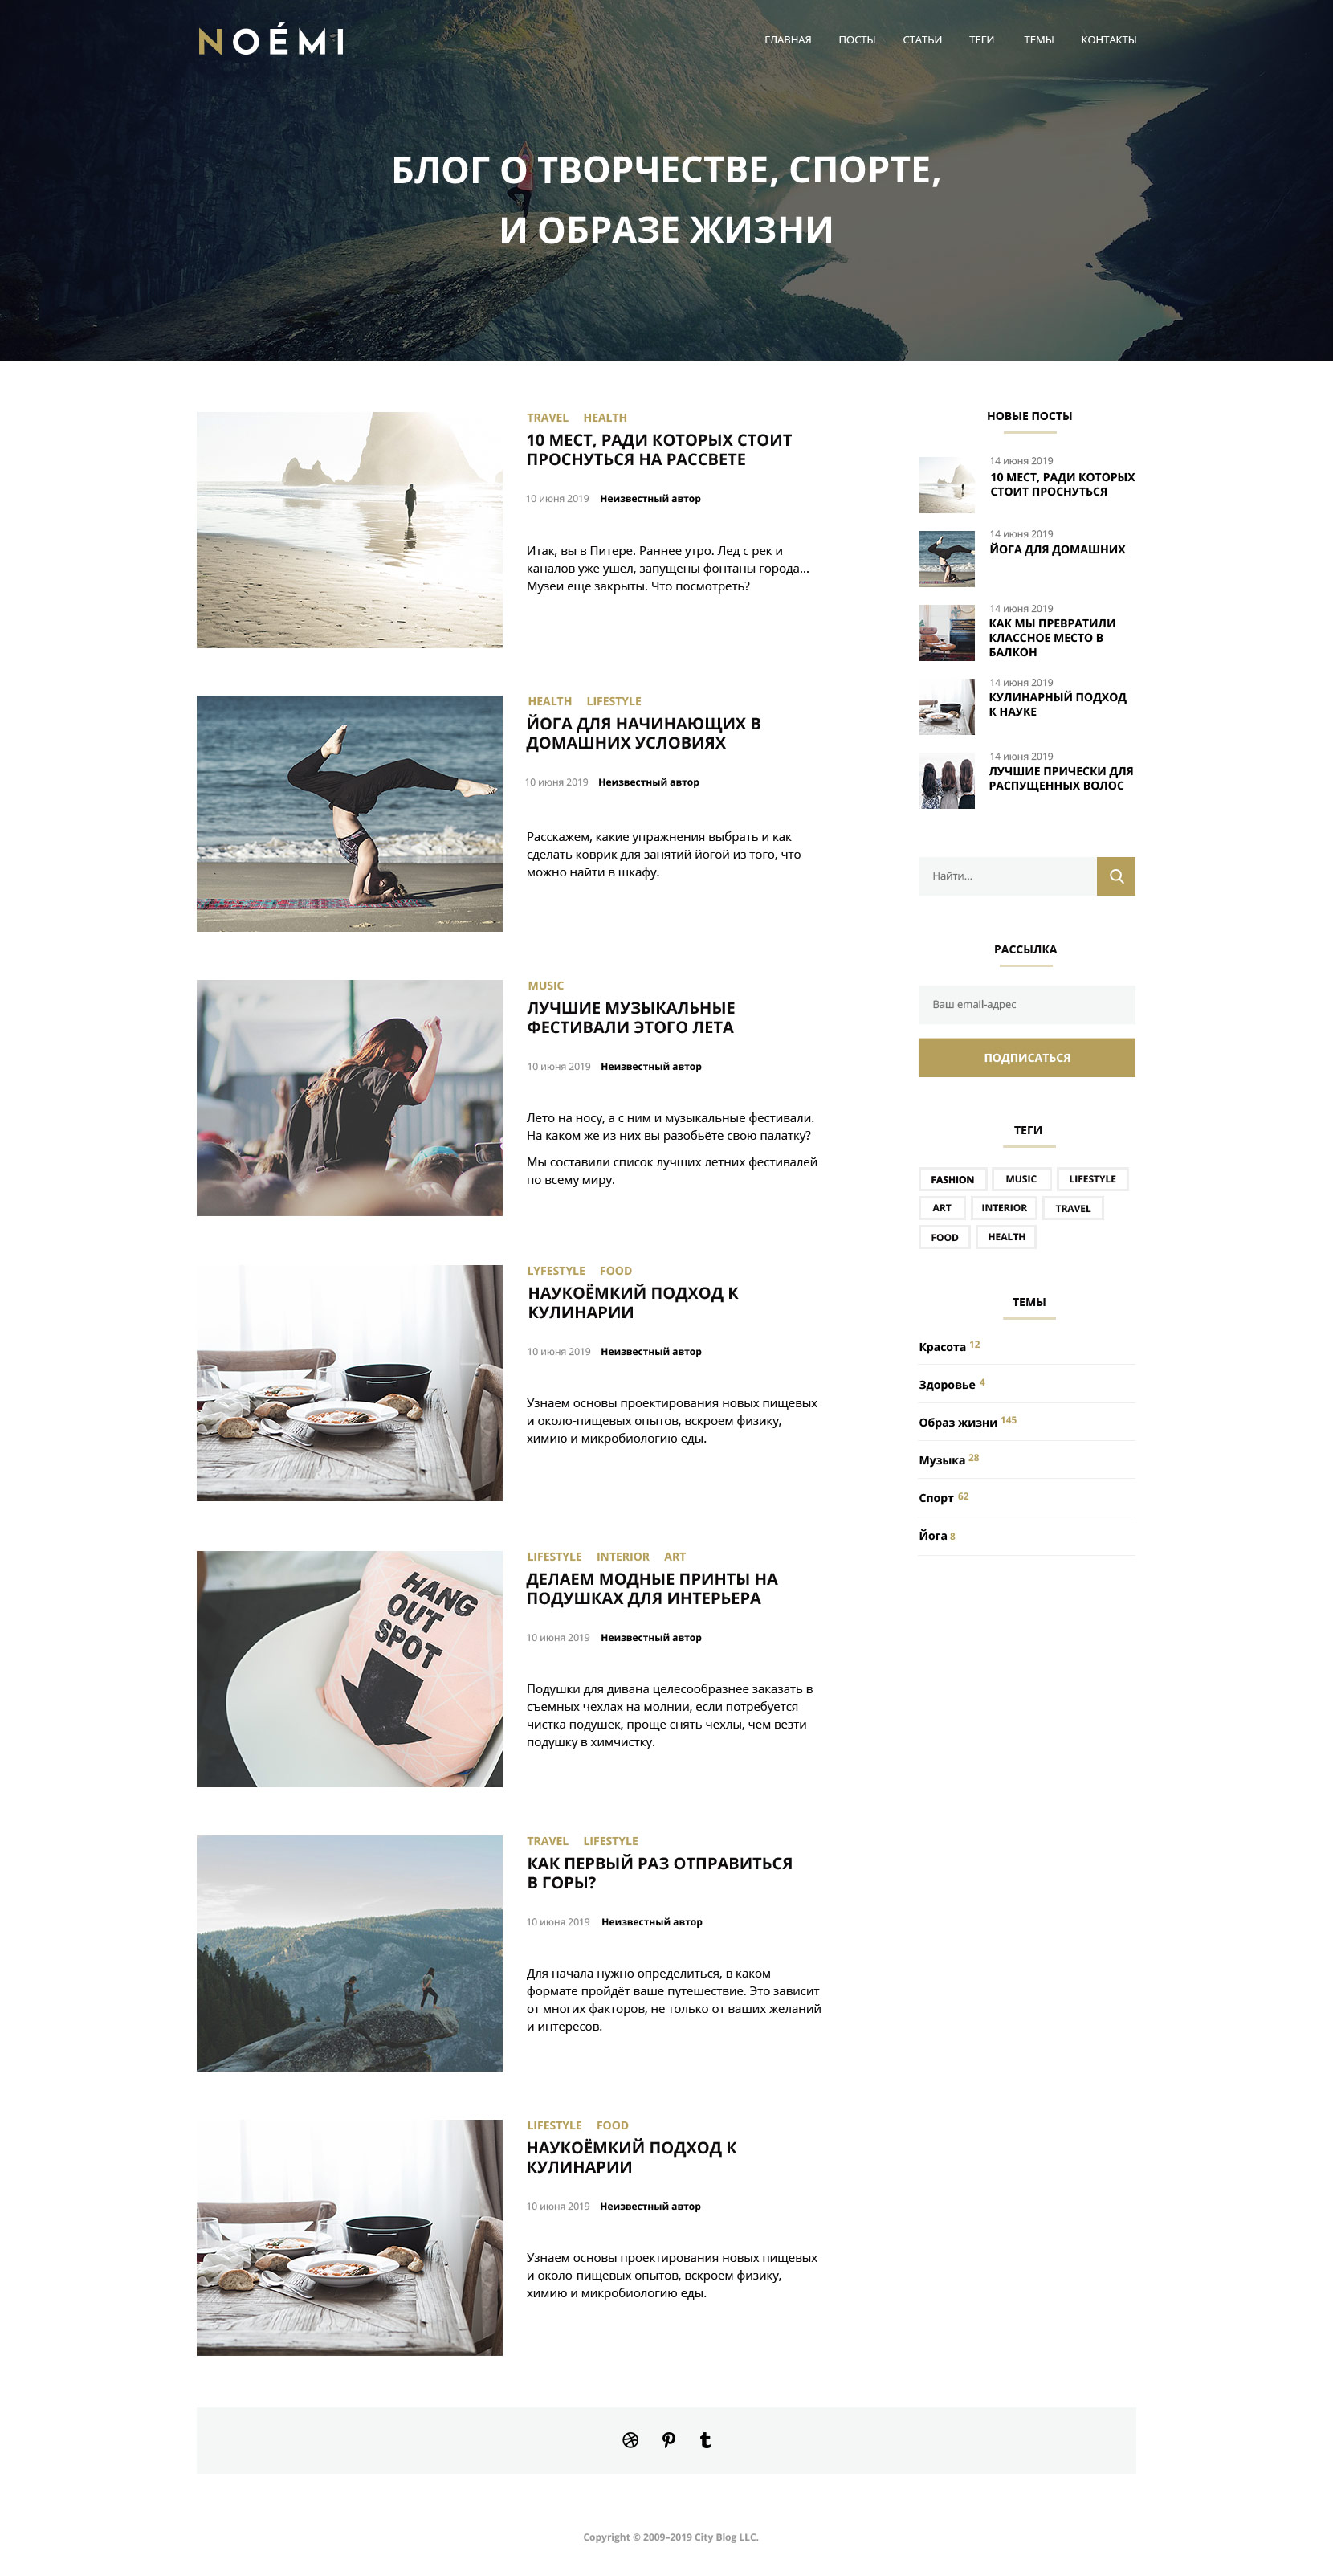 NOÉMI
ГЛАВНАЯ ПОСТЫ СТАТЬИ ТЕГИ ТЕМЫ КОНТАКТЫ
БЛОГ О ТВОРЧЕСТВЕ, СПОРТЕ,
И ОБРАЗЕ ЖИЗНИ
TRAVEL HEALTH
10 МЕСТ, РАДИ КОТОРЫХ СТОИТ
ПРОСНУТЬСЯ НА РАССВЕТЕ
10 июня 2019 Неизвестный автор
Итак, вы в Питере. Раннее утро. Лед с рек и
каналов уже ушел, запущены фонтаны города...
Музеи еще закрыты. Что посмотреть?
HEALTH LIFESTYLE
ЙОГА ДЛЯ НАЧИНАЮЩИХ В
ДОМАШНИХ УСЛОВИЯХ
10 июня 2019 Неизвестный автор
Расскажем, какие упражнения выбрать и как
сделать коврик для занятий йогой из того, что
можно найти в шкафу.
MUSIC
ЛУЧШИЕ МУЗЫКАЛЬНЫЕ
ФЕСТИВАЛИ ЭТОГО ЛЕТА
10 июня 2019 Неизвестный автор
Лето на носу, а с ним и музыкальные фестивали.
На каком же из них вы разобьёте свою палатку?
Мы составили список лучших летних фестивалей
по всему миру.
LYFESTYLE FOOD
НАУКОЁМКИЙ ПОДХОД К
КУЛИНАРИИ
10 июня 2019 Неизвестный автор
Узнаем основы проектирования новых пищевых
и около-пищевых опытов, вскроем физику,
химию и микробиологию еды.
HANG
OUT
SPOT
LIFESTYLE INTERIOR ART
ДЕЛАЕМ МОДНЫЕ ПРИНТЫ НА
ПОДУШКАХ ДЛЯ ИНТЕРЬЕРА
10 июня 2019 Неизвестный автор
Подушки для дивана целесообразнее заказать в
съемных чехлах на молнии, если потребуется
чистка подушек, проще снять чехлы, чем везти
подушку в химчистку.
TRAVEL LIFESTYLE
КАК ПЕРВЫЙ РАЗ ОТПРАВИТЬСЯ
В ГОРЫ?
10 июня 2019 Неизвестный автор
Для начала нужно определиться, в каком
формате пройдёт ваше путешествие. Это зависит
от многих факторов, не только от ваших желаний
и интересов.
LIFESTYLE FOOD
НАУКОЁМКИЙ ПОДХОД К
КУЛИНАРИИ
10 июня 2019 Неизвестный автор
Узнаем основы проектирования новых пищевых
и около-пищевых опытов, вскроем физику,
химию и микробиологию еды.
НОВЫЕ ПОСТЫ
14 июня 2019
10 МЕСТ, РАДИ КОТОРЫХ
СТОИТ ПРОСНУТЬСЯ
14 июня 2019
ЙОГА ДЛЯ ДОМАШНИХ
14 июня 2019
КАК МЫ ПРЕВРАТИЛИ
КЛАССНОЕ МЕСТО В
БАЛКОН
14 июня 2019
КУЛИНАРНЫЙ ПОДХОД
К НАУКЕ
14 июня 2019
ЛУЧШИЕ ПРИЧЕСКИ ДЛЯ
РАСПУЩЕННЫХ ВОЛОС
Найти...
РАССЫЛКА
Ваш email-адрес
ПОДПИСАТЬСЯ
ТЕГИ
FASHION MUSIC LIFESTYLE
ART INTERIOR TRAVEL
FOOD HEALTH
ТЕМЫ
Красота 12
Здоровье 4
Образ жизни 145
Музыка 28
Спорт 62
Йога 8
Copyright © 2009–2019 City Blog LLC.